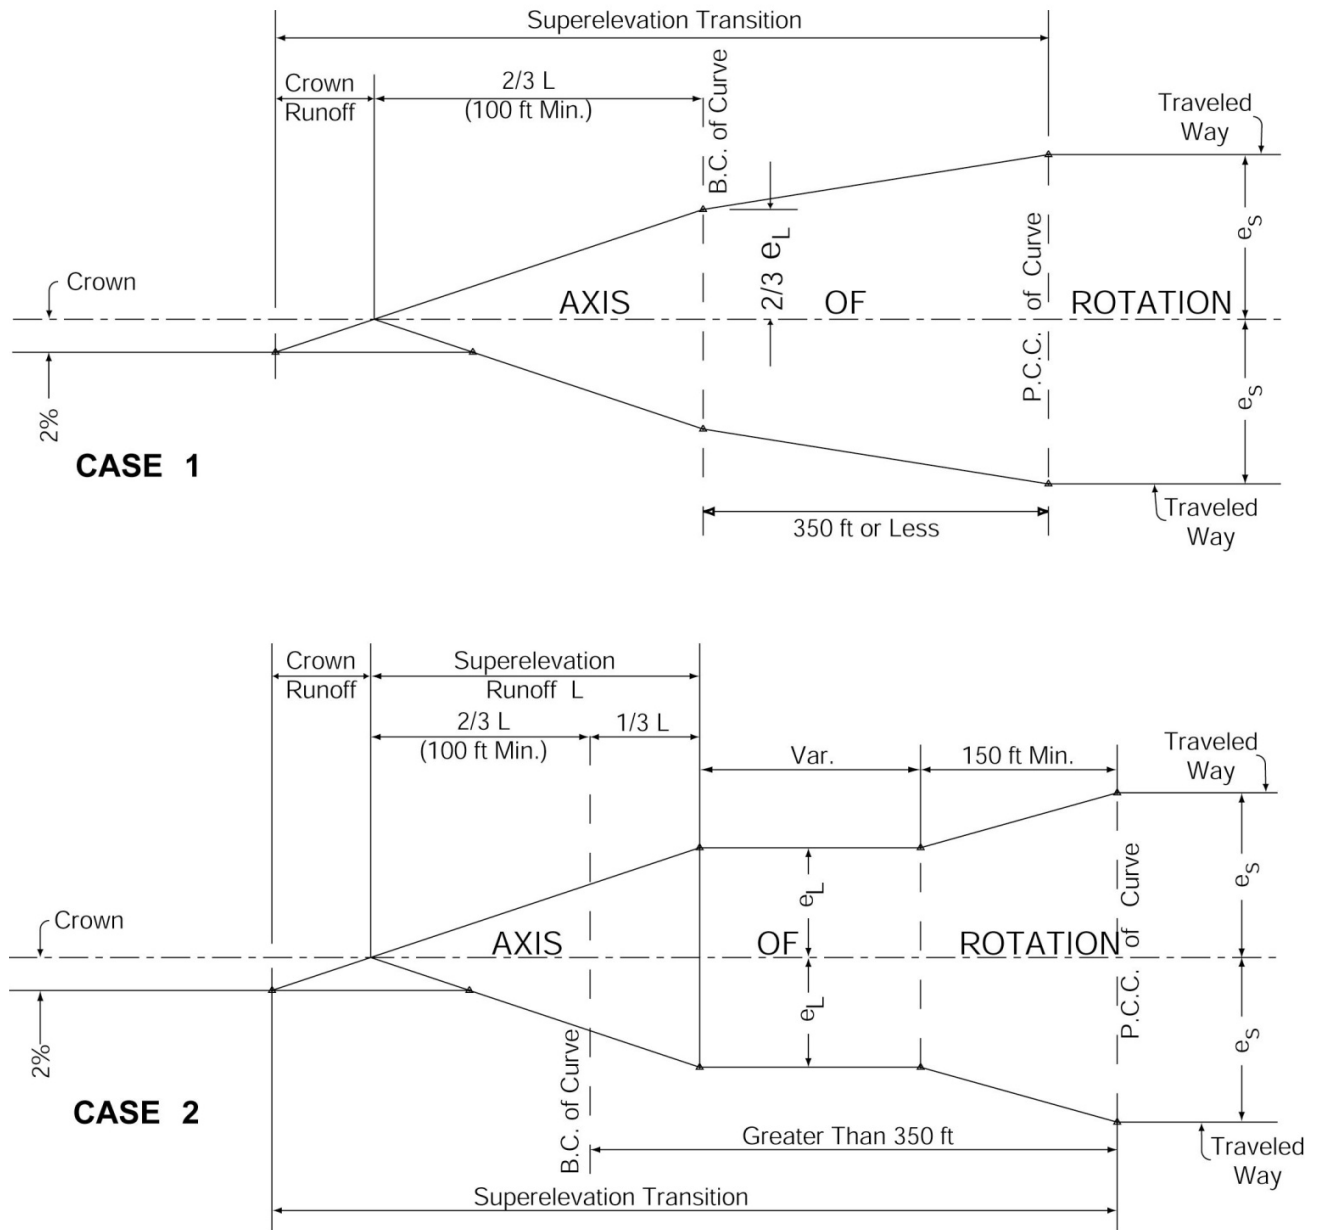 Superelevation Transition
Crown
Runoff
2/3 L
(100 ft Min.)
B.C. of Curve
Traveled
Way
2/3 eL
eS
P.C.C. of Curve
Crown
AXIS OF ROTATION
2%
eS
CASE 1
350 ft or Less
Traveled
Way
Crown
Runoff
Superelevation
Runoff L
2/3 L
(100 ft Min.)
1/3 L
Var.
150 ft Min.
Traveled
Way
eL
eS
P.C.C. of Curve
Crown
AXIS OF ROTATION
2%
eL
eS
B.C. of Curve
CASE 2
Greater Than 350 ft
Traveled
Way
Superelevation Transition